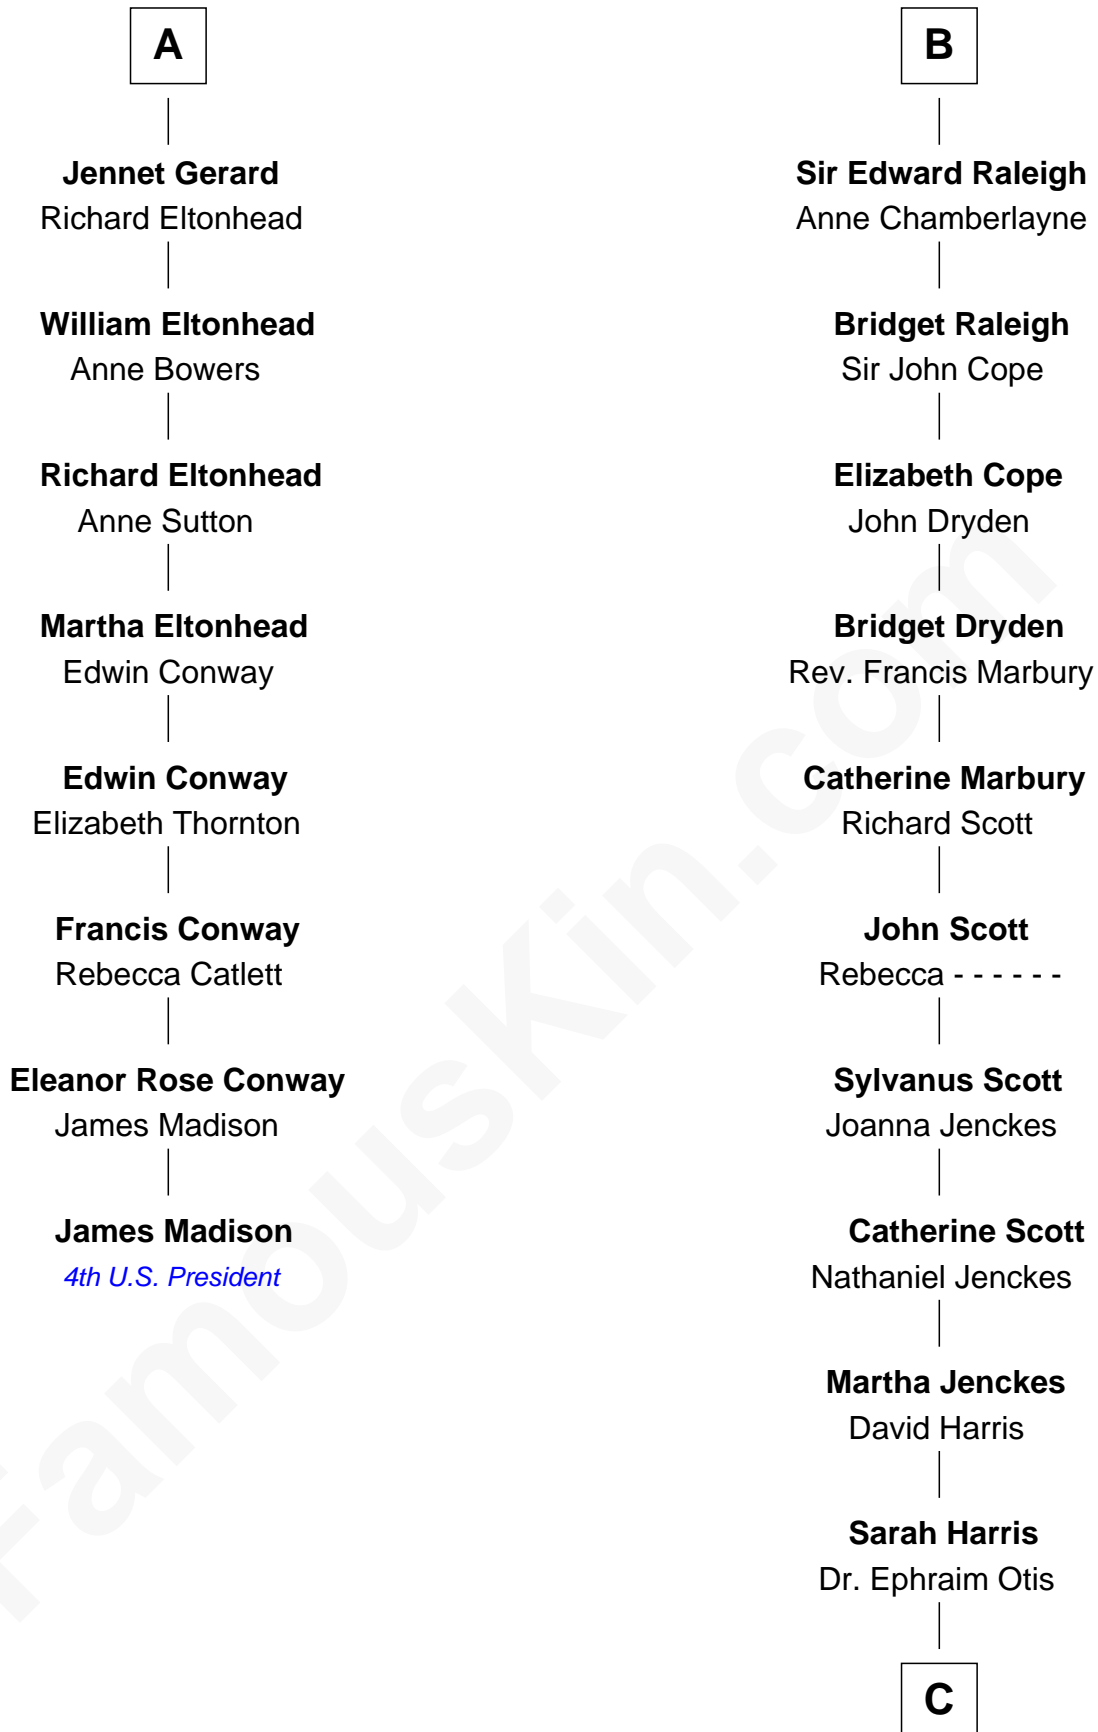 A
Jennet Gerard
Richard Eltonhead
William Eltonhead
Anne Bowers
Richard Eltonhead
Anne Sutton
Martha Eltonhead
Edwin Conway
Edwin Conway
Elizabeth Thornton
Francis Conway
Rebecca Catlett
Eleanor Rose Conway
James Madison
James Madison
4th U.S. President
B
Sir Edward Raleigh
Anne Chamberlayne
Bridget Raleigh
Sir John Cope
Elizabeth Cope
John Dryden
Bridget Dryden
Rev. Francis Marbury
Catherine Marbury
Richard Scott
John Scott
Rebecca - - - - - -
Sylvanus Scott
Joanna Jenckes
Catherine Scott
Nathaniel Jenckes
Martha Jenckes
David Harris
Sarah Harris
Dr. Ephraim Otis
C
FamousKin.com